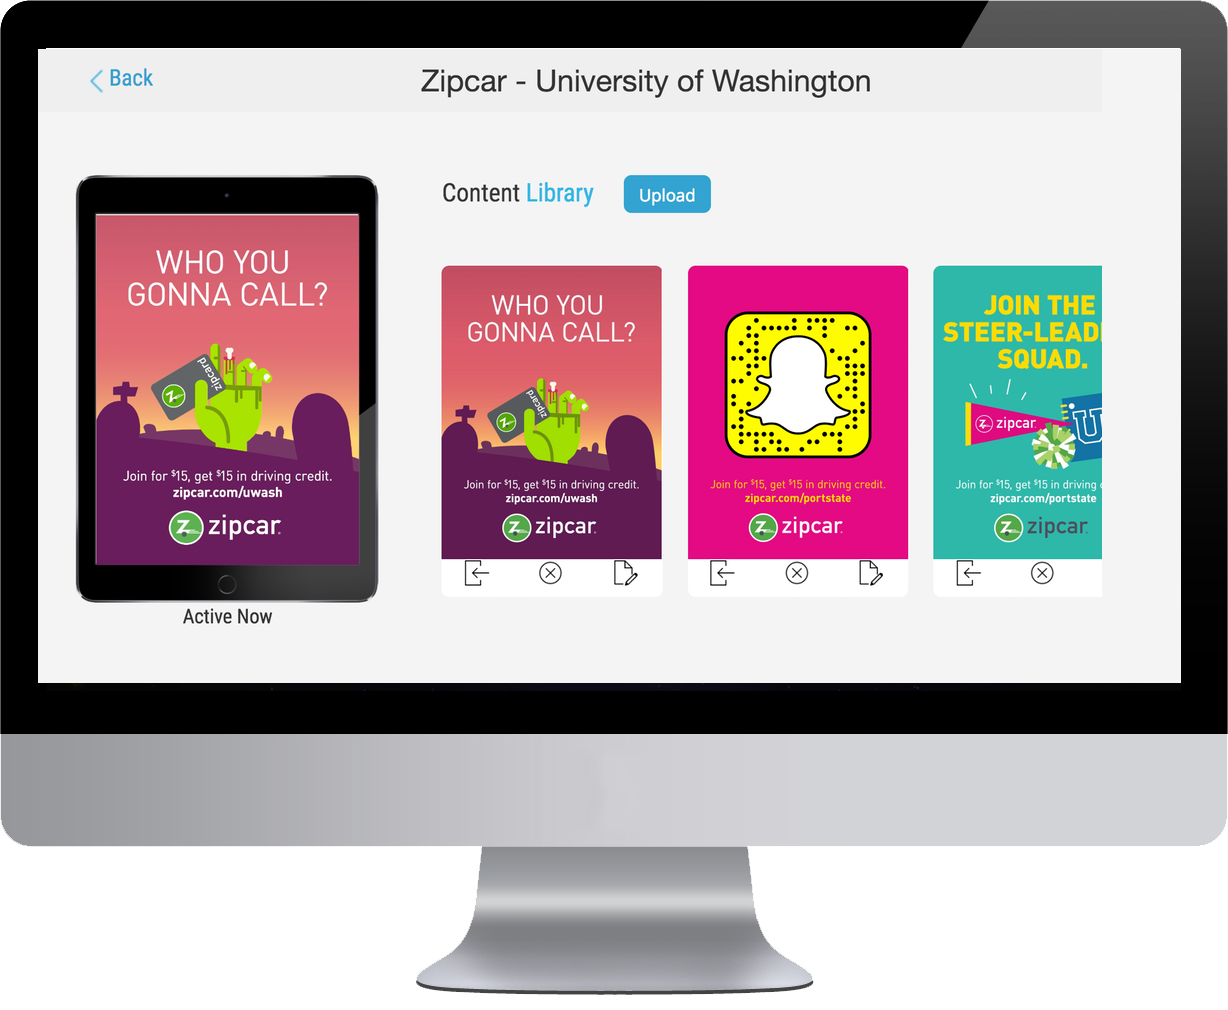 Back
Zipcar - University of Washington
WHO YOU
GONNA CALL?
zipcard
Join for $15, get $15 in driving credit.
zipcar.com/uwash
zipcar
Active Now
Content Library
Upload
WHO YOU
GONNA CALL?
zipcard
Join for $15, get $15 in driving credit.
zipcar.com/uwash
zipcar
Join for $15, get $15 in driving credit.
zipcar.com/portstate
zipcar
JOIN THE
STEER-LEAD
SQUAD.
zipcar
U
Join for $15, get $15 in driving
zipcar.com/portstate
zipcar